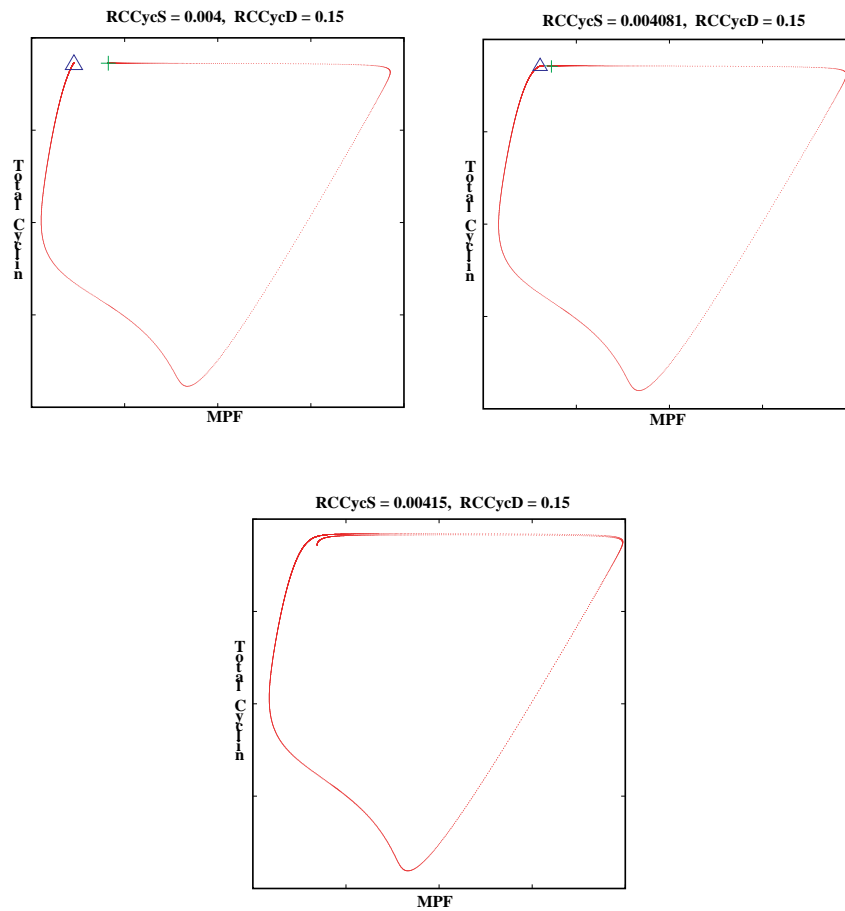 RCCycS = 0.004, RCCycD = 0.15
Total Cyclin
MPF
RCCycS = 0.004081, RCCycD = 0.15
Total Cyclin
MPF
RCCycS = 0.00415, RCCycD = 0.15
Total Cyclin
MPF